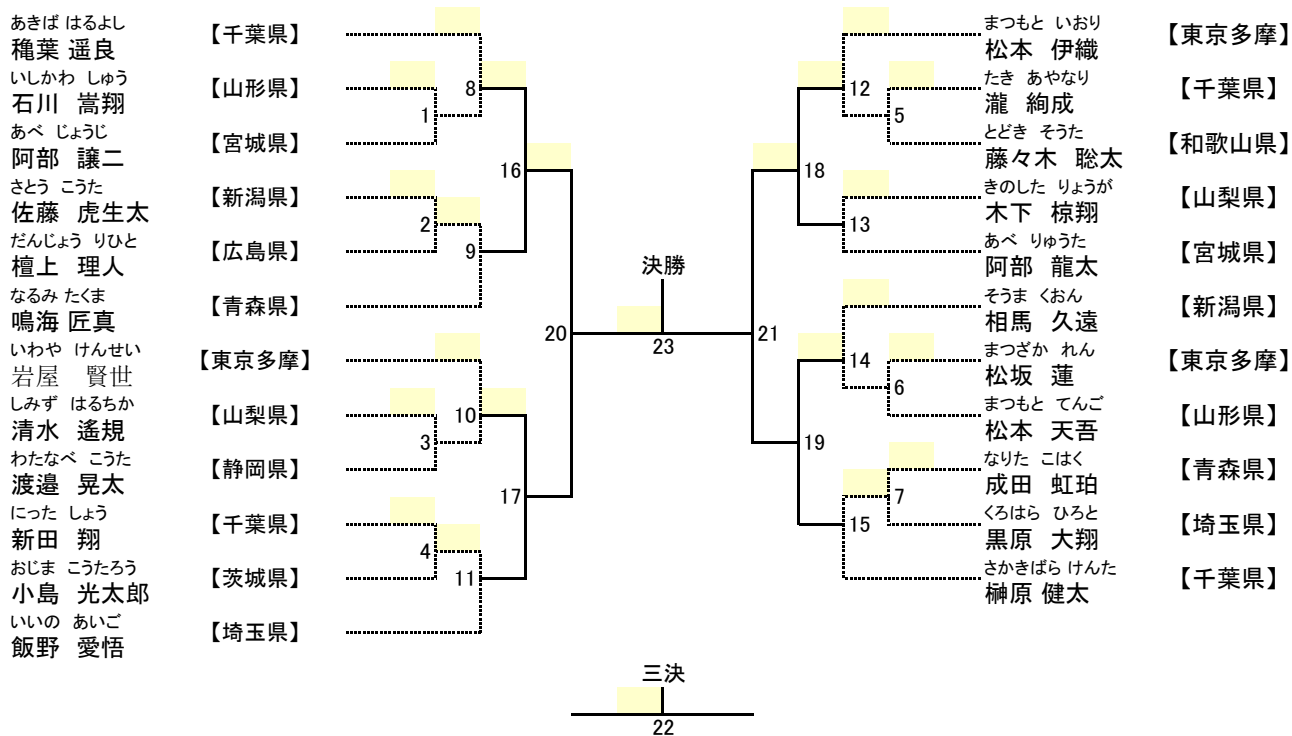 あきば はるよし
穐葉 遥良 【千葉県】
いしかわ しゅう
石川 嵩翔 【山形県】
あべ じょうじ
阿部 譲二 【宮城県】
さとう こうた
佐藤 虎生太 【新潟県】
だんじょう りひと
檀上 理人 【広島県】
なるみ たくま
鳴海 匠真 【青森県】
いわや けんせい
岩屋 賢世 【東京多摩】
しみず はるちか
清水 遙規 【山梨県】
わたなべ こうた
渡邉 晃太 【静岡県】
にった しょう
新田 翔 【千葉県】
おじま こうたろう
小島 光太郎 【茨城県】
いいの あいご
飯野 愛悟 【埼玉県】
1
2
3
4
8
9
10
11
16
17
20
決勝
23
三決
22
21
18
19
12
13
14
15
5
6
7
まつもと いおり
松本 伊織 【東京多摩】
たき あやなり
瀧 絢成 【千葉県】
とどき そうた
藤々木 聡太 【和歌山県】
きのした りょうが
木下 椋翔 【山梨県】
あべ りゅうた
阿部 龍太 【宮城県】
そうま くおん
相馬 久遠 【新潟県】
まつざか れん
松坂 蓮 【東京多摩】
まつもと てんご
松本 天吾 【山形県】
なりた こはく
成田 虹珀 【青森県】
くろはら ひろと
黒原 大翔 【埼玉県】
さかきばら けんた
榊原 健太 【千葉県】